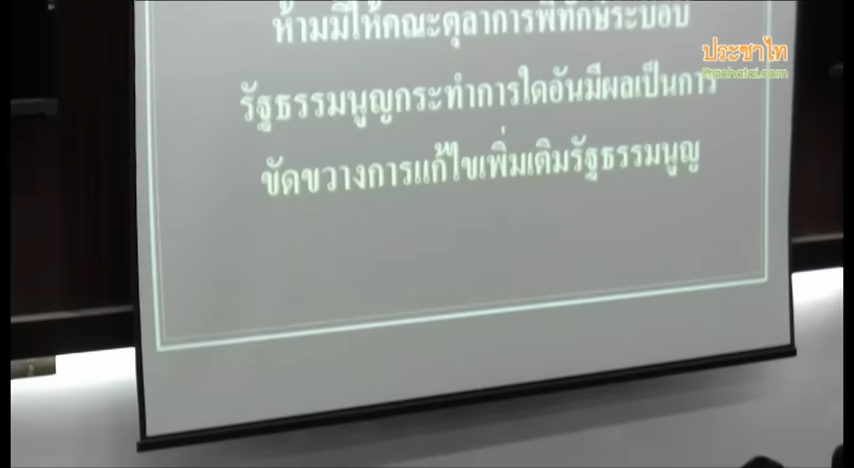 ห้ามมิให้คณะตุลาการพิทักษ์ระบอบ
รัฐธรรมนูญกระทำการใดอันมีผลเป็นการ
ขัดขวางการแก้ไขเพิ่มเติมรัฐธรรมนูญ
ประชาไท
Prachatai.com